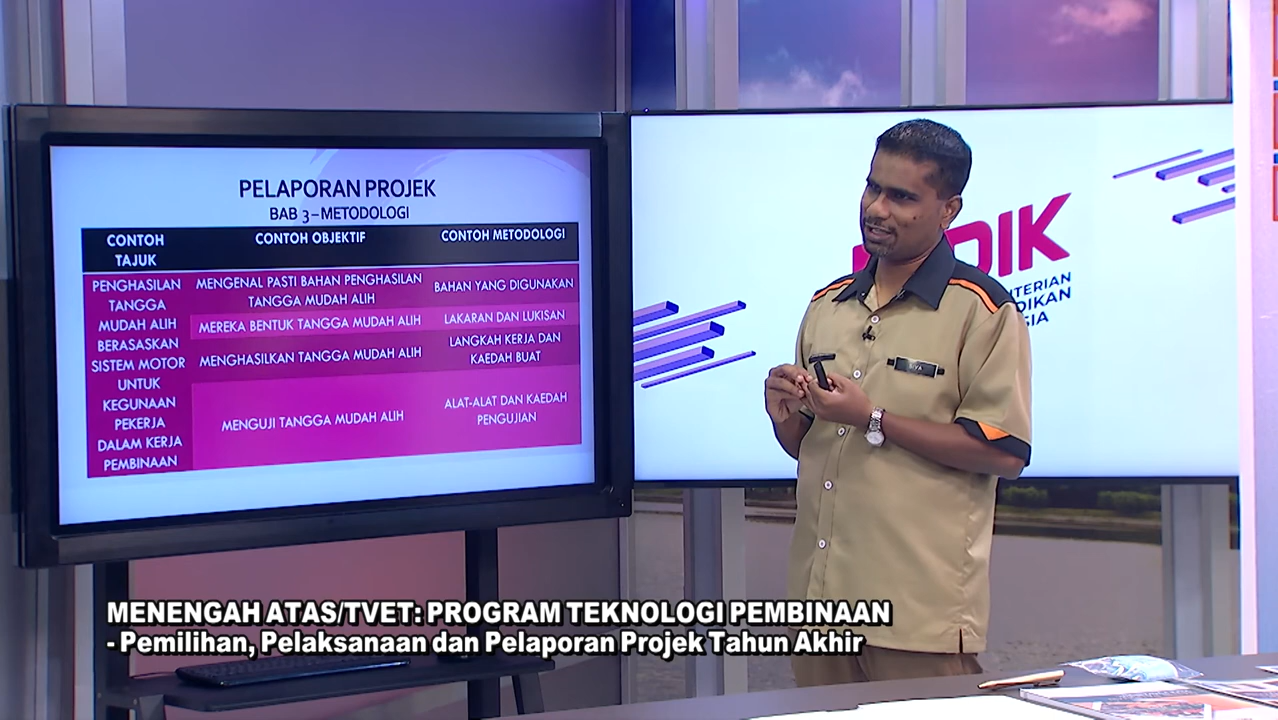 PELAPORAN PROJEK
BAB 3–METODOLOGI
CONTOH TAJUK
CONTOH OBJEKTIF
CONTOH METODOLOGI
PENGHASILAN
TANGGA
MUDAH ALIH
BERASASKAN
SISTEM MOTOR
UNTUK
KEGUNAAN
PEKERJA
DALAM KERJA
PEMBINAAN
MENGENAL PASTI BAHAN PENGHASILAN
TANGGA MUDAH ALIH
BAHAN YANG DIGUNAKAN
MEREKA BENTUK TANGGA MUDAH ALIH
LAKARAN DAN LUKISAN
MENGHASILKAN TANGGA MUDAH ALIH
LANGKAH KERJA DAN
KAEDAH BUAT
MENGUJI TANGGA MUDAH ALIH
ALAT-ALAT DAN KAEDAH
PENGUJIAN
DIK
TERIAN
DIKAN
SIA
SIVA
MENENGAH ATAS/TVET: PROGRAM TEKNOLOGI PEMBINAAN
- Pemilihan, Pelaksanaan dan Pelaporan Projek Tahun Akhir